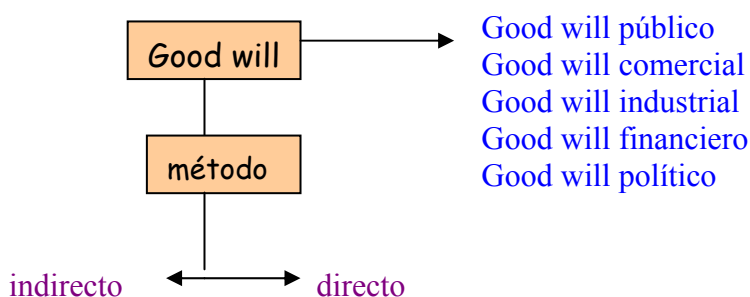 Good will
Good will público
Good will comercial
Good will industrial
Good will financiero
Good will político
método
indirecto
directo